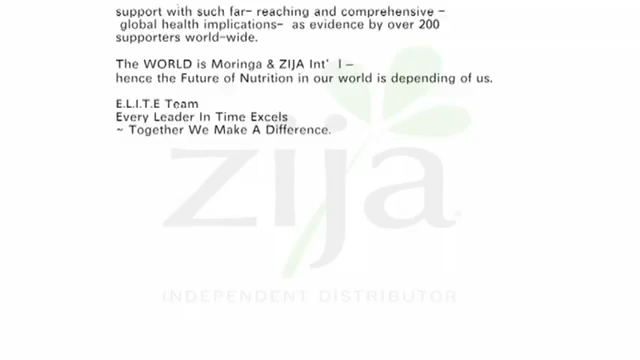 support with such far- reaching and comprehensive -
global health implications- as evidence by over 200
supporters world-wide.
The WORLD is Moringa & ZIJA Int' l -
hence the Future of Nutrition in our world is depending of us.
E.L.I.T.E Team
Every Leader In Time Excels
~ Together We Make A Difference.
zija
INDEPENDENT DISTRIBUTOR